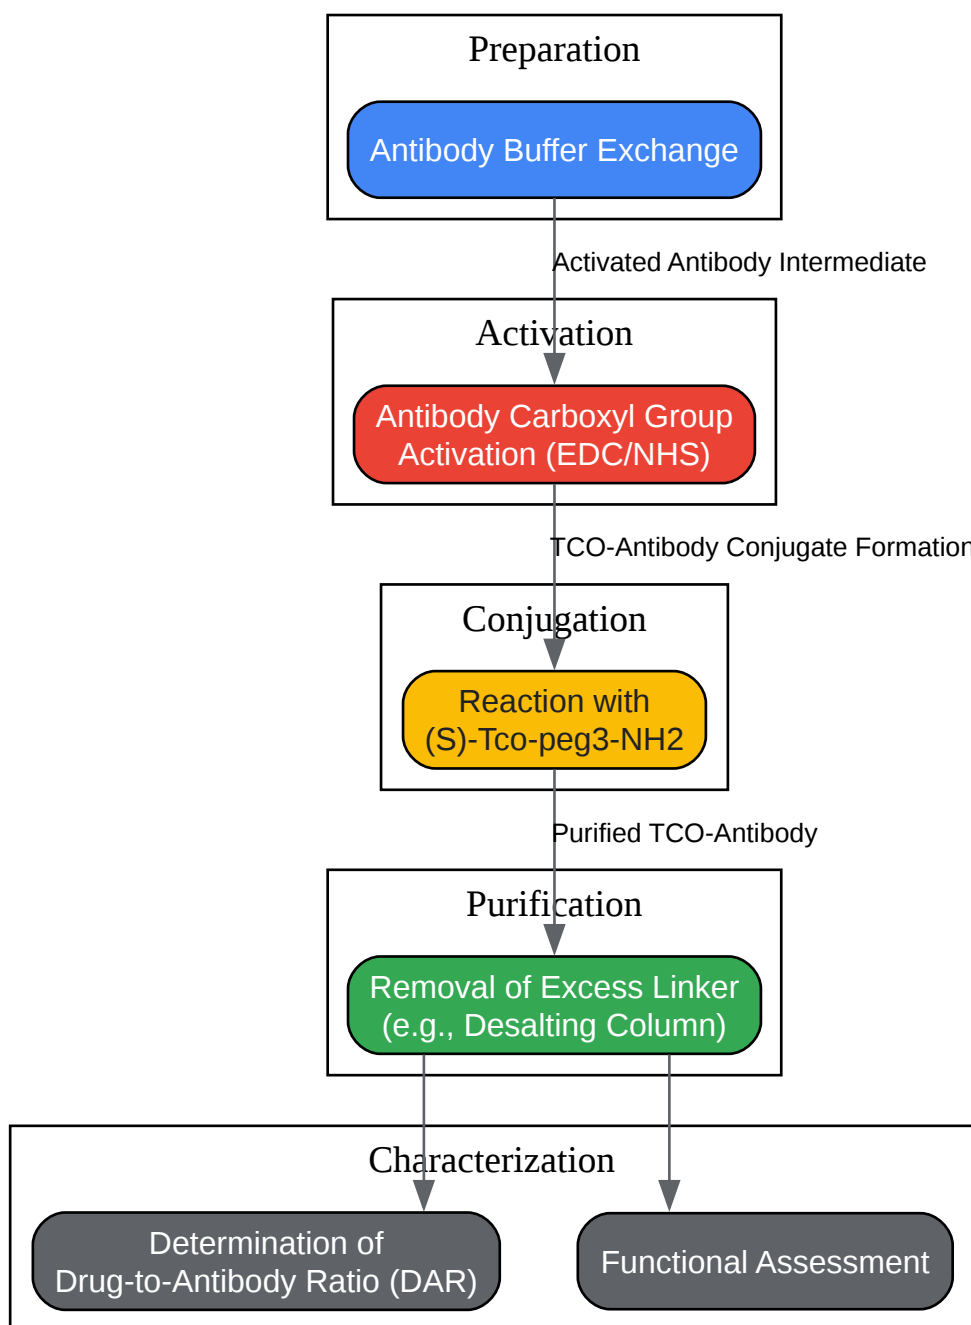 Preparation
Antibody Buffer Exchange
Activated Antibody Intermediate
Activation
Antibody Carboxyl Group
Activation (EDC/NHS)
TCO-Antibody Conjugate Formation
Conjugation
Reaction with
(S)-Tco-peg3-NH2
Purified TCO-Antibody
Purification
Removal of Excess Linker
(e.g., Desalting Column)
Characterization
Determination of
Drug-to-Antibody Ratio (DAR)
Functional Assessment